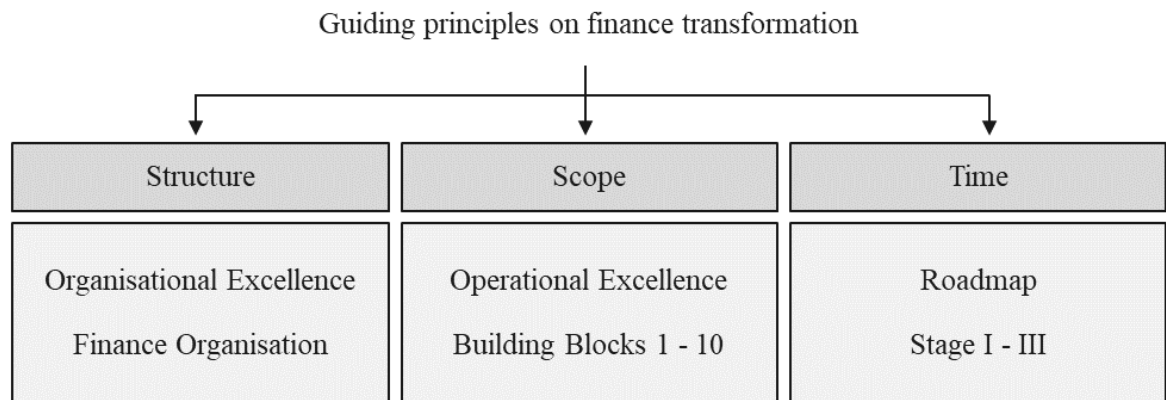 Guiding principles on finance transformation
Structure
Scope
Time
Organisational Excellence
Finance Organisation
Operational Excellence
Building Blocks 1 - 10
Roadmap
Stage I - III